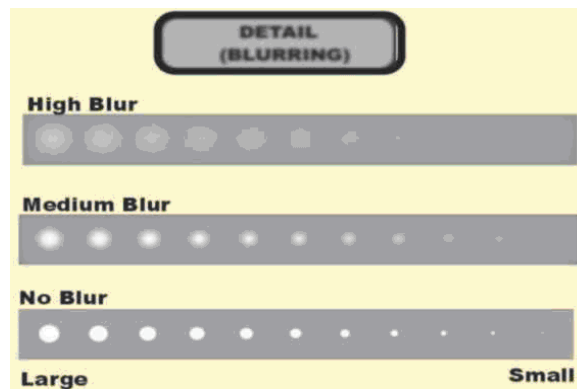 DETAIL
(BLURRING)
High Blur
Medium Blur
No Blur
Large Small